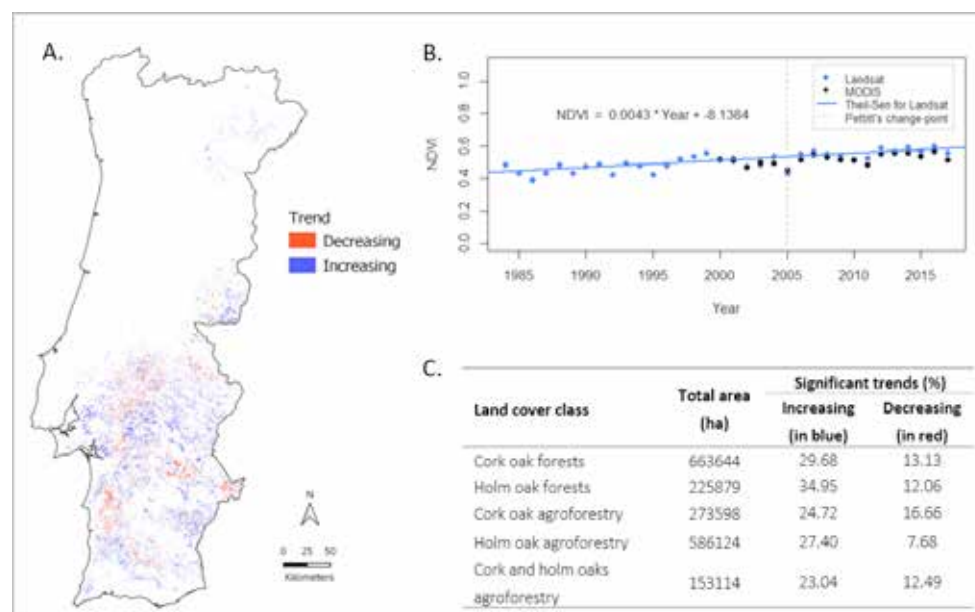 A.
Trend
Decreasing
Increasing
N
0 25 50
Kilometers
B.
NDVI
1.0
0.8
0.6
0.4
0.2
0.0
NDVI = 0.0043 * Year + -8.1364
Landsat
MODIS
Theil-Sen for Landsat
Pettitt's change-point
1985 1990 1995 2000 2005 2010 2015
Year
C.
Land cover class Total area (ha) Significant trends (%)
Increasing (in blue) Decreasing (in red)
Cork oak forests 663644 29.68 13.13
Holm oak forests 225879 34.95 12.06
Cork oak agroforestry 273598 24.72 16.66
Holm oak agroforestry 586124 27.40 7.68
Cork and holm oaks agroforestry 153114 23.04 12.49